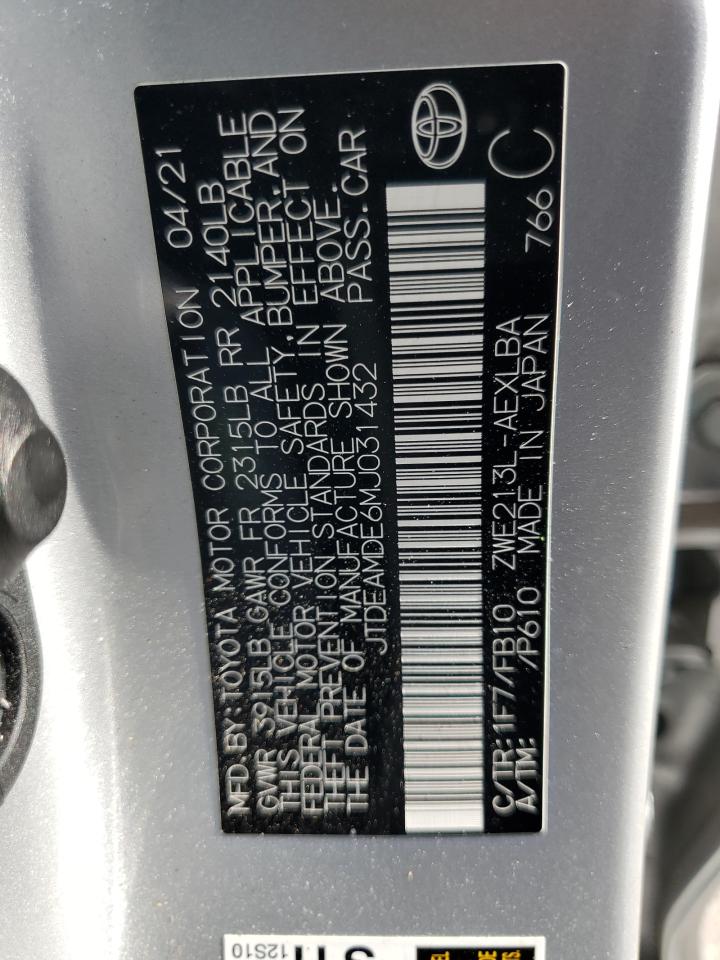 MFD. BY: TOYOTA MOTOR CORPORATION 04/21
GVWR 3915LB GAWR FR 2315LB RR 2140LB
THIS VEHICLE CONFORMS TO ALL APPLICABLE
FEDERAL MOTOR VEHICLE SAFETY, BUMPER, AND
THEFT PREVENTION STANDARDS IN EFFECT ON
THE DATE OF MANUFACTURE SHOWN ABOVE.
JTDEAMDE6MJ031432 PASS. CAR
C/TR: 1F7/FB10 ZWE213L-AEXLBA 766 C
A/TM: /P610 MADE IN JAPAN
12S10